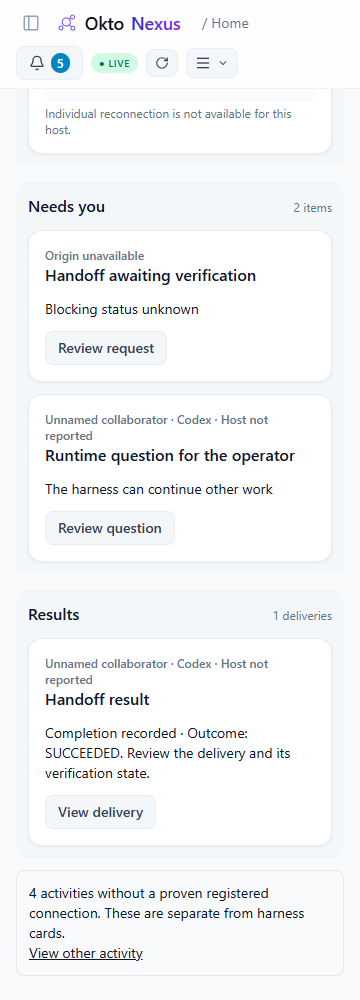 Okto Nexus / Home
5 LIVE
Individual reconnection is not available for this
host.
Needs you 2 items
Origin unavailable
Handoff awaiting verification
Blocking status unknown
Review request
Unnamed collaborator · Codex · Host not
reported
Runtime question for the operator
The harness can continue other work
Review question
Results 1 deliveries
Unnamed collaborator · Codex · Host not
reported
Handoff result
Completion recorded · Outcome:
SUCCEEDED. Review the delivery and its
verification state.
View delivery
4 activities without a proven registered
connection. These are separate from harness
cards.
View other activity